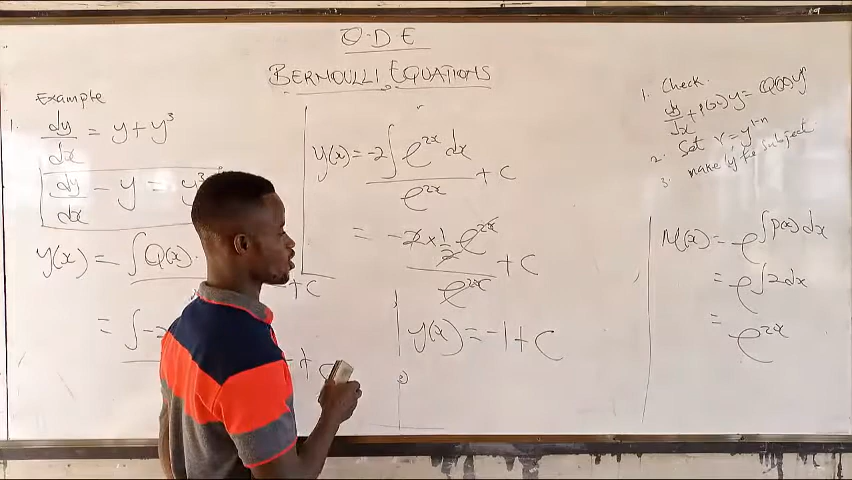 O.D.E
BERNOULLI EQUATIONS
Example
1. dy/dx = y + y³
dy/dx - y = y³
y(x) = ∫Q(x)
+ C
= ∫-2
+ C
y(x) = -2∫e^2x dx / e^2x + C
= -2 × 1/2 e^2x / e^2x + C
y(x) = -1 + C
1. Check.
dy/dx + P(x)y = Q(x)yⁿ
2. Set v = y^1-n
3. make y the subject
M(x) = e^∫P(x)dx
= e^∫2dx
= e^2x